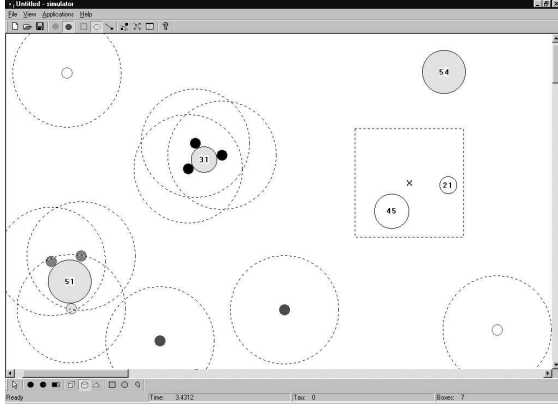 Untitled - simulator
File View Applications Help
54
31
21
45
51
Ready
Time: 3.4312
Tau: 0
Boxes: 7